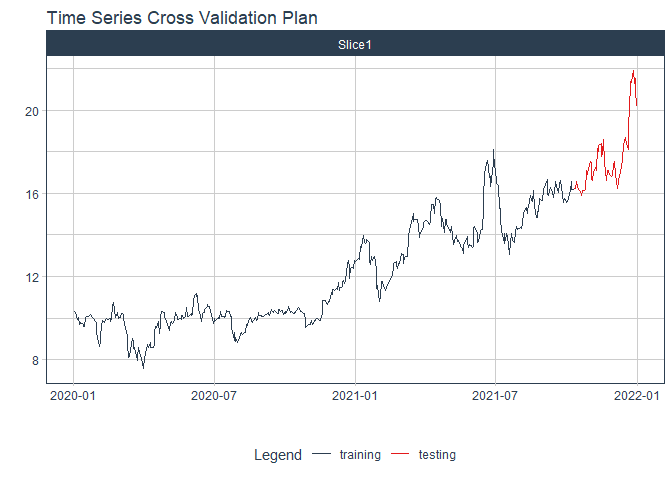 Time Series Cross Validation Plan
Slice1
20
16
12
8
2020-01 2020-07 2021-01 2021-07 2022-01
Legend training testing